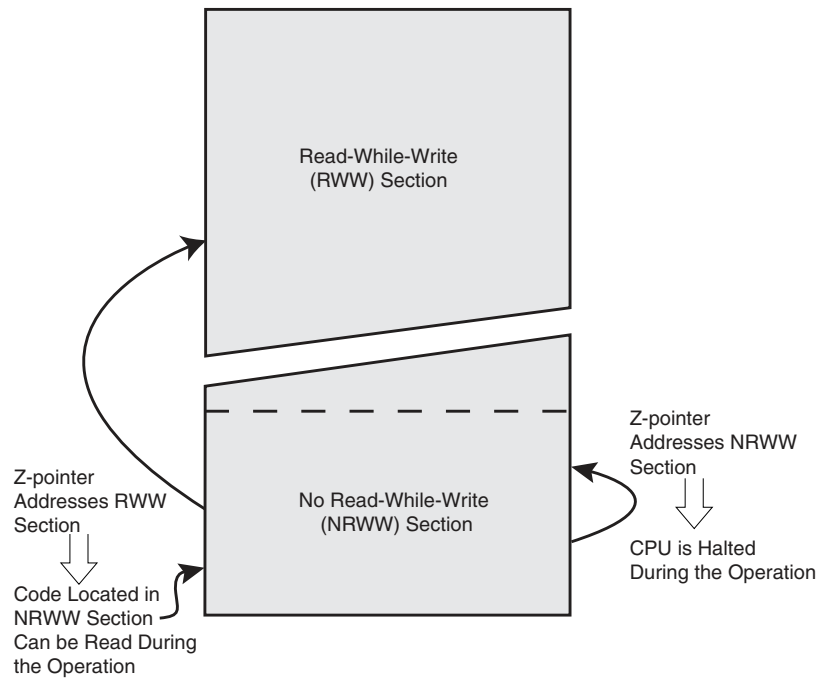 Read-While-Write
(RWW) Section
Z-pointer
Addresses NRWW
Section
Z-pointer
Addresses RWW
Section
No Read-While-Write
(NRWW) Section
CPU is Halted
During the Operation
Code Located in
NRWW Section
Can be Read During
the Operation